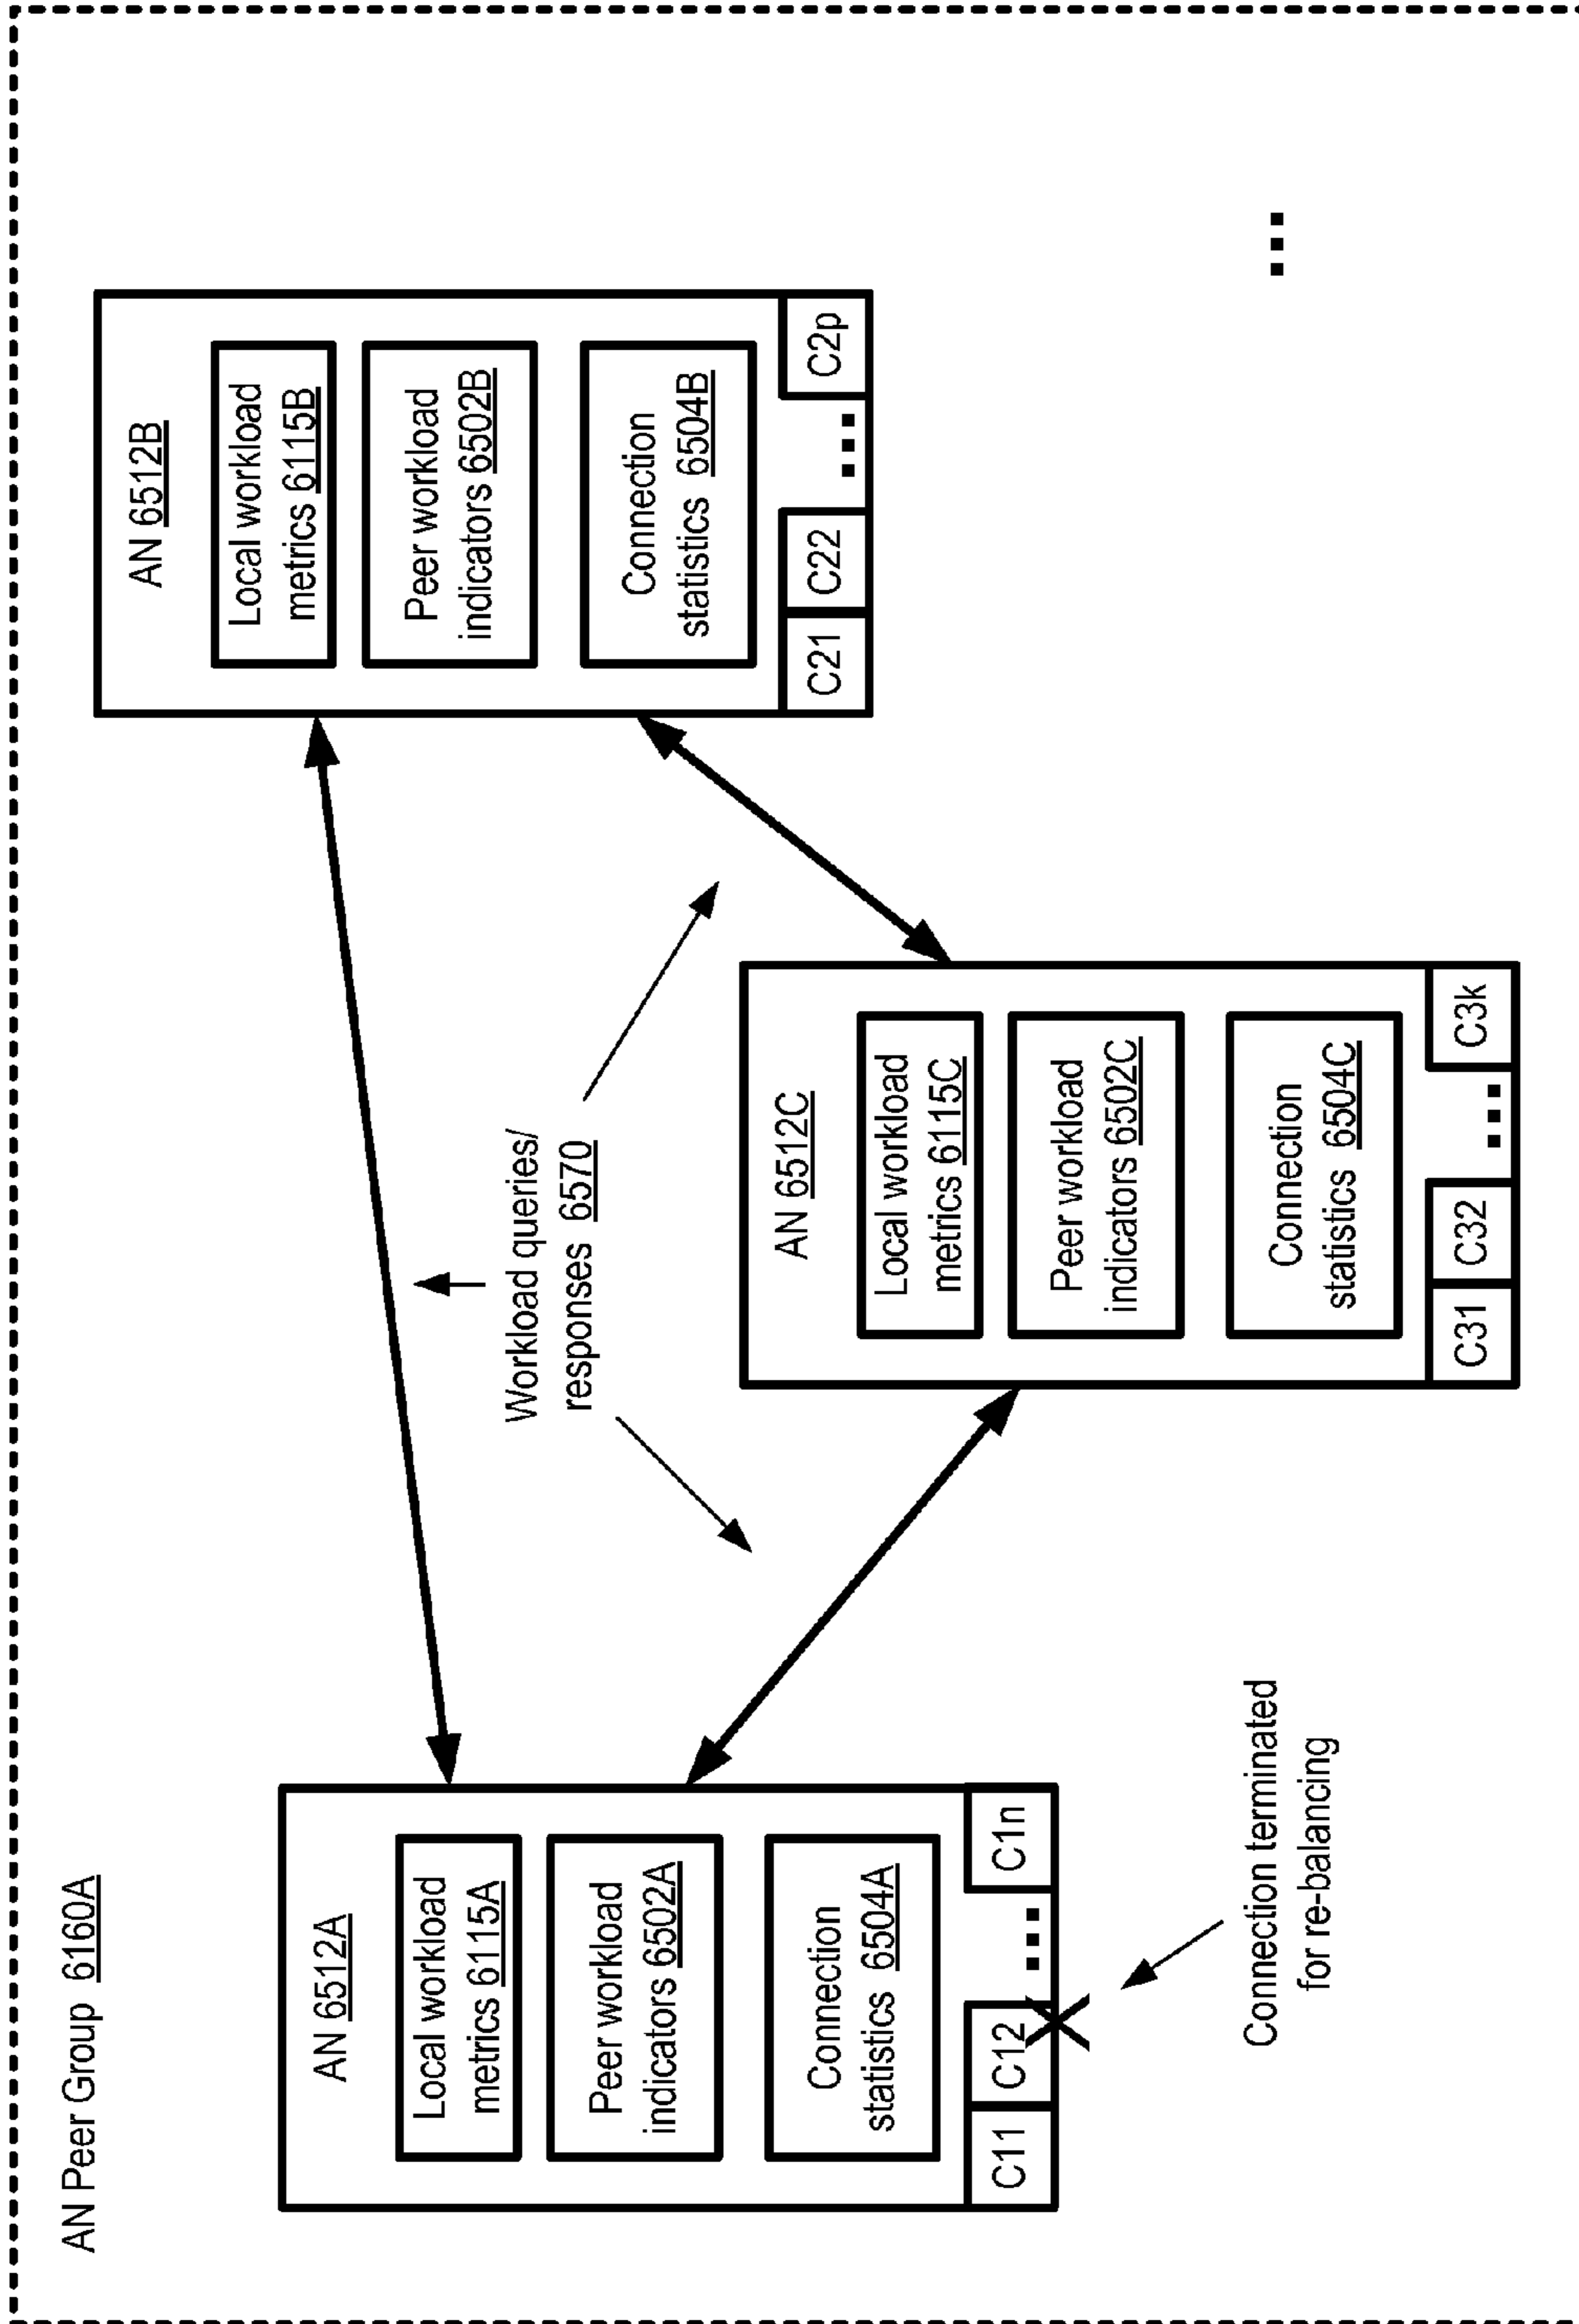 AN Peer Group 6160A
AN 6512A
Local workload
metrics 6115A
Peer workload
indicators 6502A
Connection
statistics 6504A
C11 C12 ... C1n
Connection terminated
for re-balancing
Workload queries/
responses 6570
AN 6512B
Local workload
metrics 6115B
Peer workload
indicators 6502B
Connection
statistics 6504B
C21 C22 ... C2p
AN 6512C
Local workload
metrics 6115C
Peer workload
indicators 6502C
Connection
statistics 6504C
C31 C32 ... C3k
...